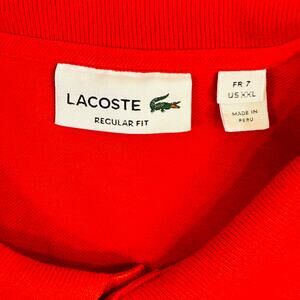 LACOSTE
REGULAR FIT
FR 7
US XXL
MADE IN
PERU